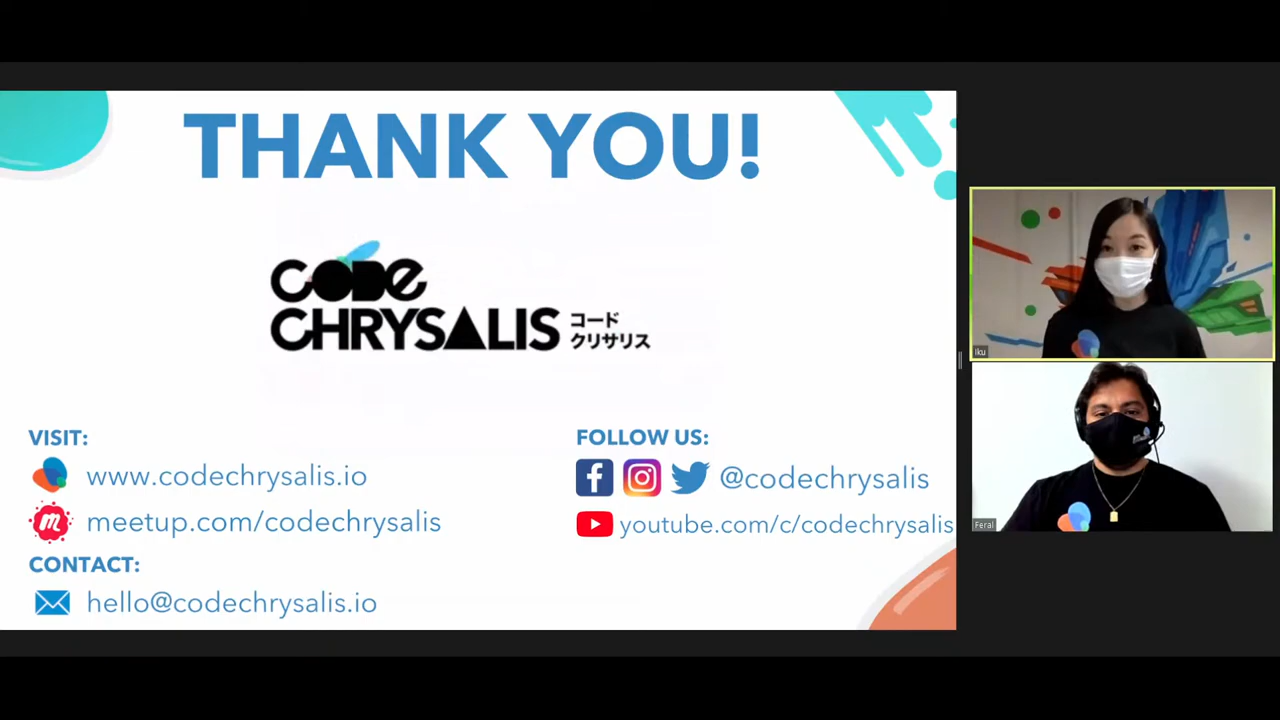 THANK YOU!
CODE
CHRYSALIS
コード
クリサリス
VISIT:
www.codechrysalis.io
meetup.com/codechrysalis
CONTACT:
hello@codechrysalis.io
FOLLOW US:
@codechrysalis
youtube.com/c/codechrysalis
Iku
Feral